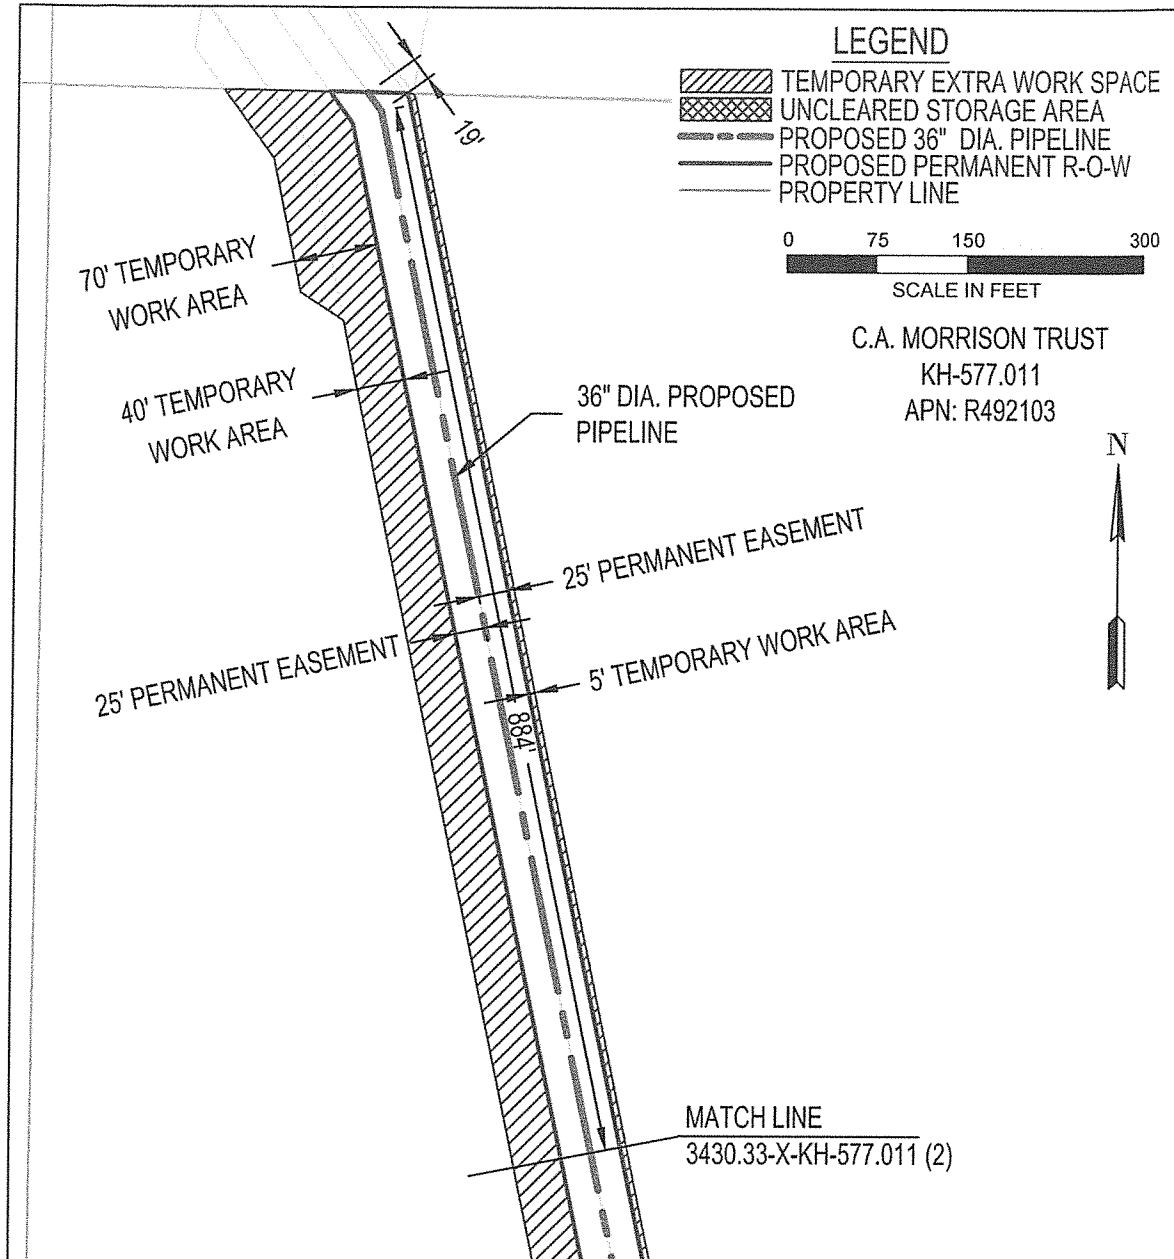 LEGEND
TEMPORARY EXTRA WORK SPACE
UNCLEARED STORAGE AREA
PROPOSED 36" DIA. PIPELINE
PROPOSED PERMANENT R-O-W
PROPERTY LINE
0 75 150 300
SCALE IN FEET
C.A. MORRISON TRUST
KH-577.011
APN: R492103
N
19'
70' TEMPORARY
WORK AREA
40' TEMPORARY
WORK AREA
36" DIA. PROPOSED
PIPELINE
25' PERMANENT EASEMENT
25' PERMANENT EASEMENT
5' TEMPORARY WORK AREA
884'
MATCH LINE
3430.33-X-KH-577.011 (2)